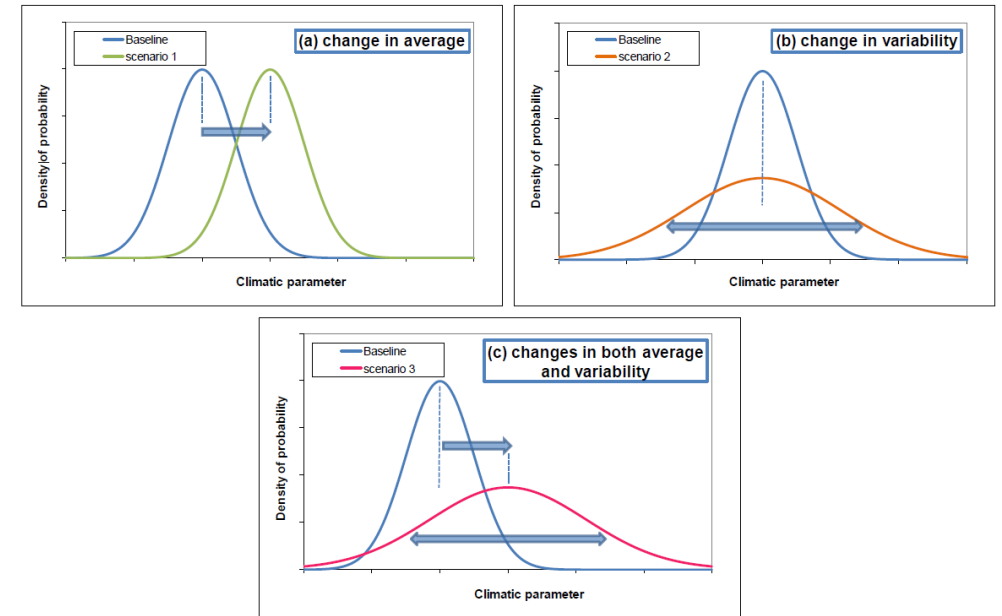 Baseline
scenario 1
(a) change in average
Density|of probability
Climatic parameter
Baseline
scenario 2
(b) change in variability
Density of probability
Climatic parameter
Baseline
scenario 3
(c) changes in both average
and variability
Density of probability
Climatic parameter